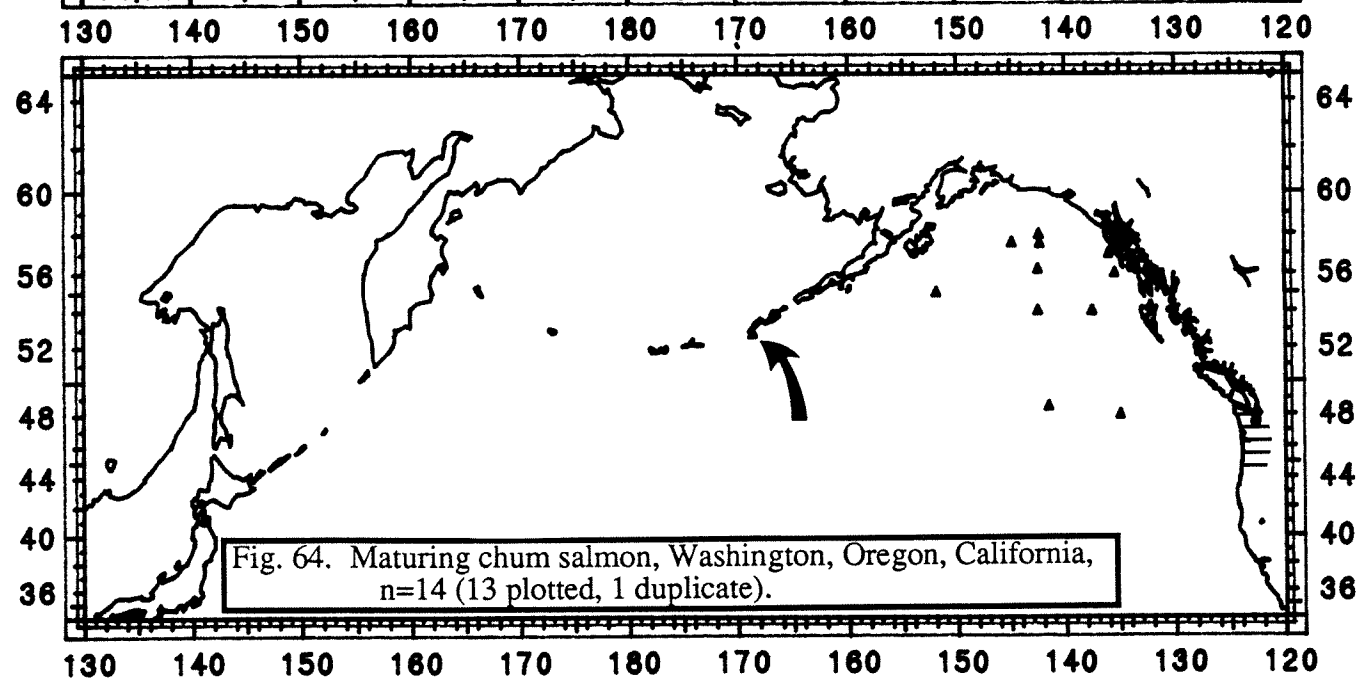 130 140 150 160 170 180 170 160 150 140 130 120
64 64
60 60
56 56
52 52
48 48
44 44
40 40
36 36
Fig. 64. Maturing chum salmon, Washington, Oregon, California,
n=14 (13 plotted, 1 duplicate).
130 140 150 160 170 180 170 160 150 140 130 120